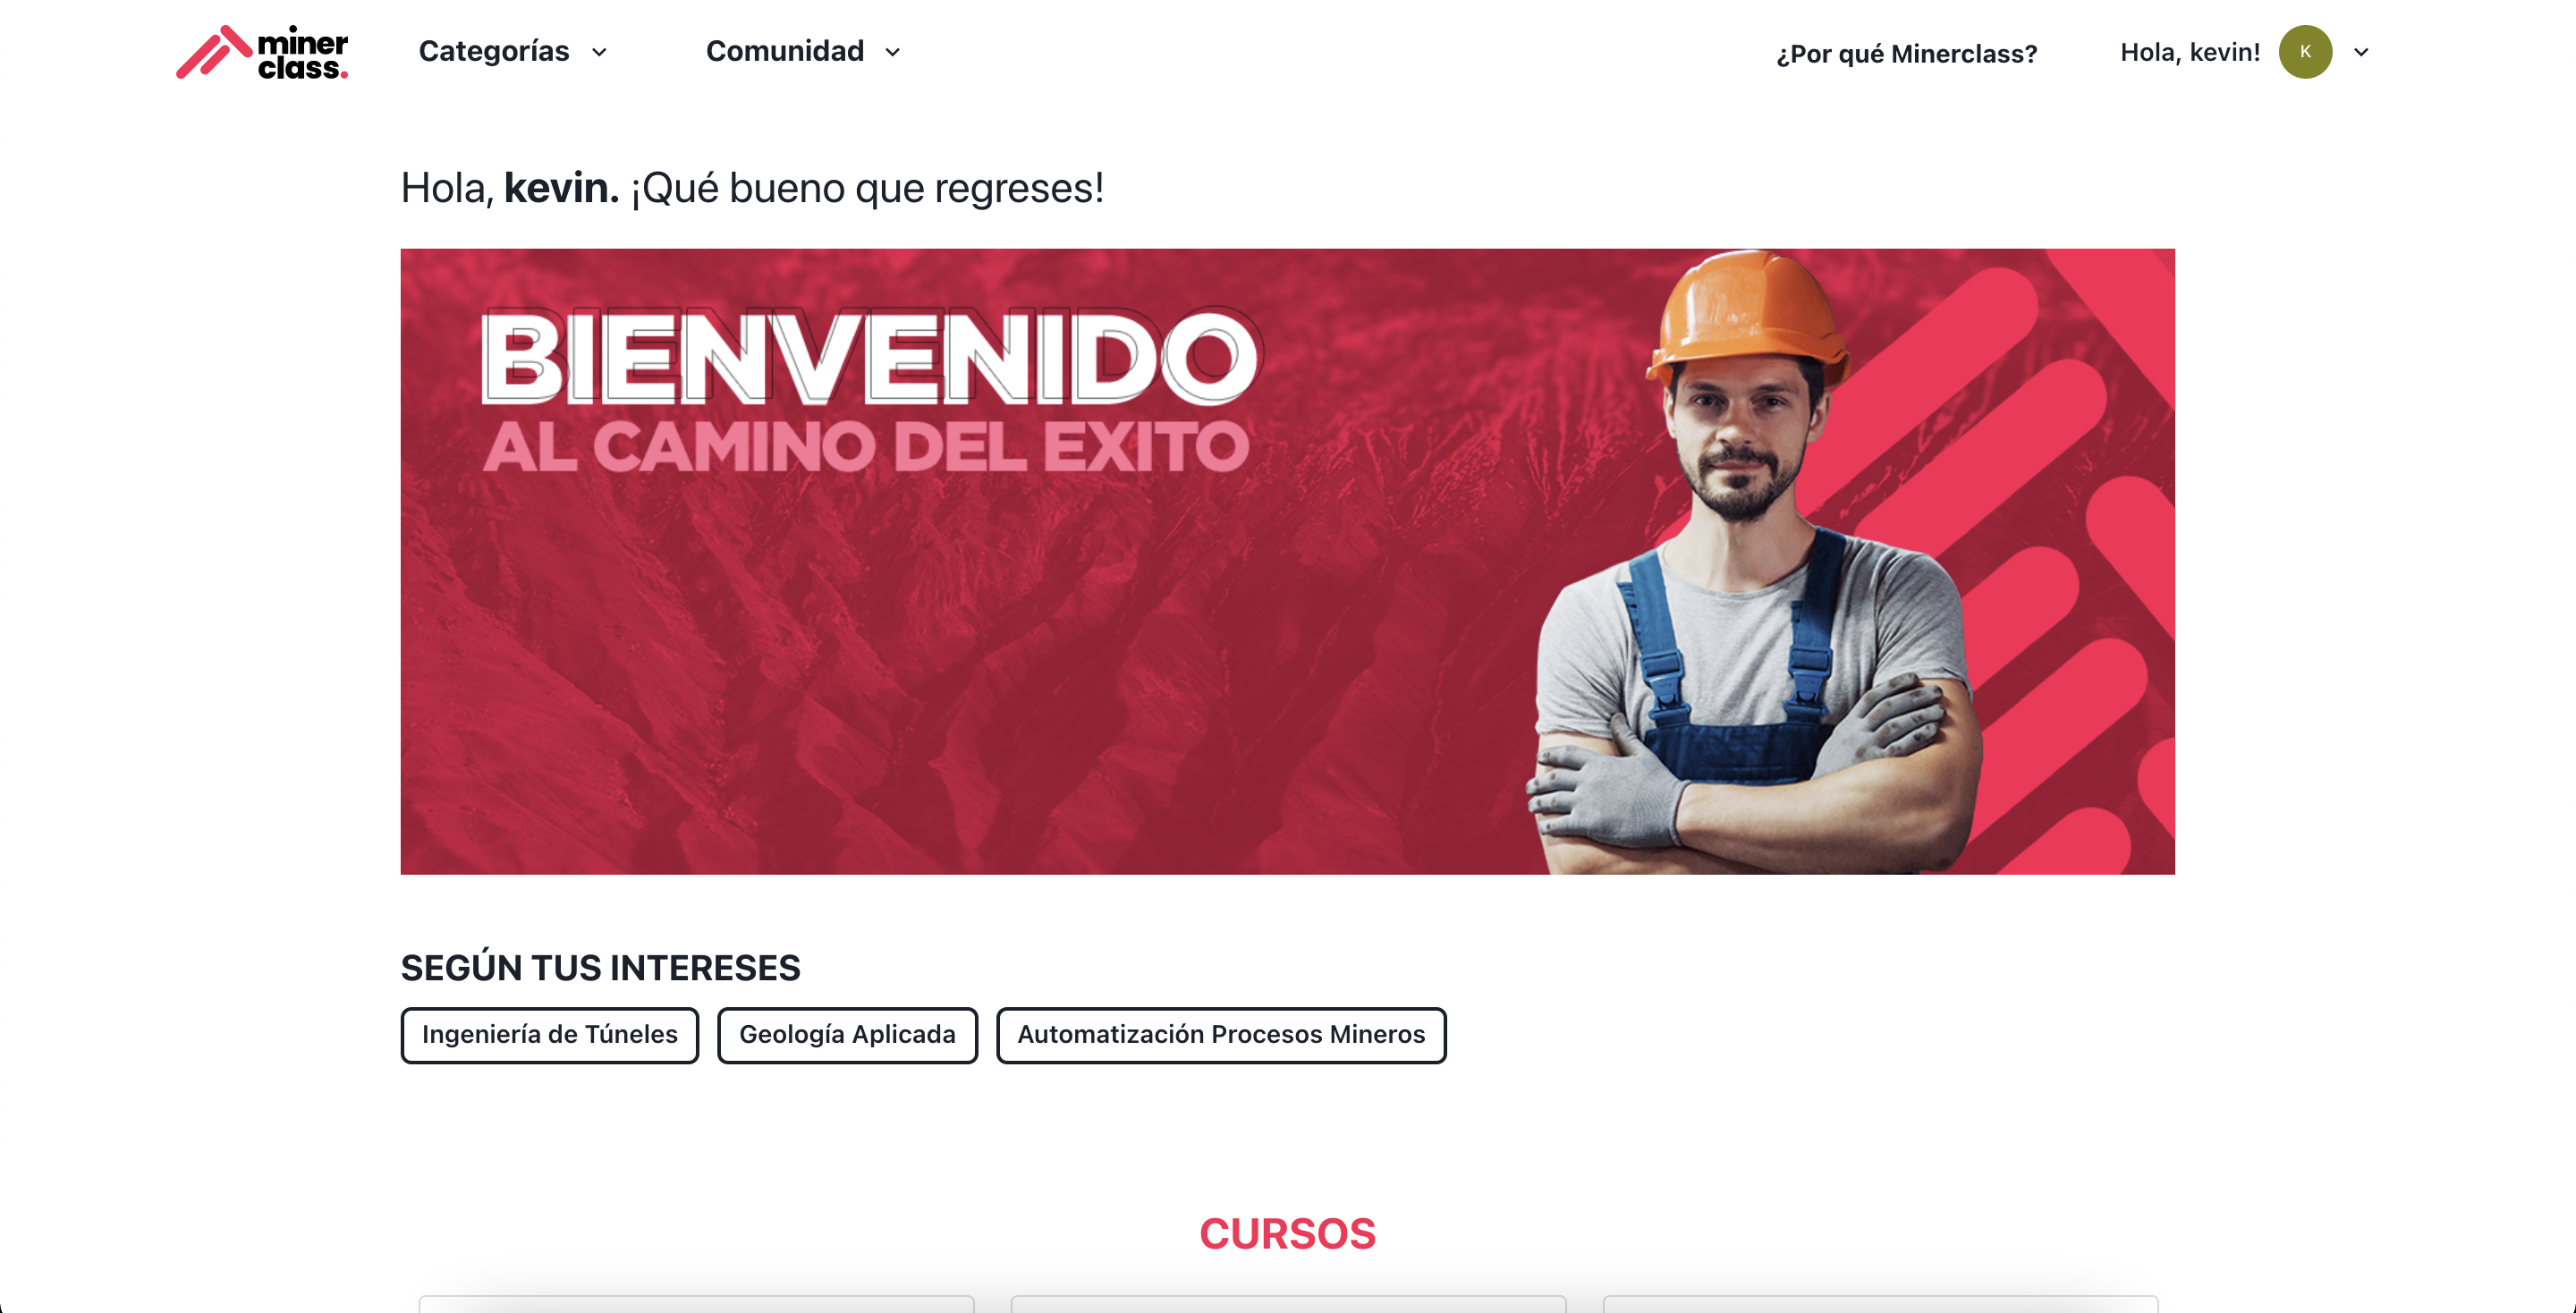 miner class.
Categorías
Comunidad
¿Por qué Minerclass?
Hola, kevin!
K
Hola, kevin. ¡Qué bueno que regreses!
BIENVENIDO
AL CAMINO DEL EXITO
SEGÚN TUS INTERESES
Ingeniería de Túneles
Geología Aplicada
Automatización Procesos Mineros
CURSOS